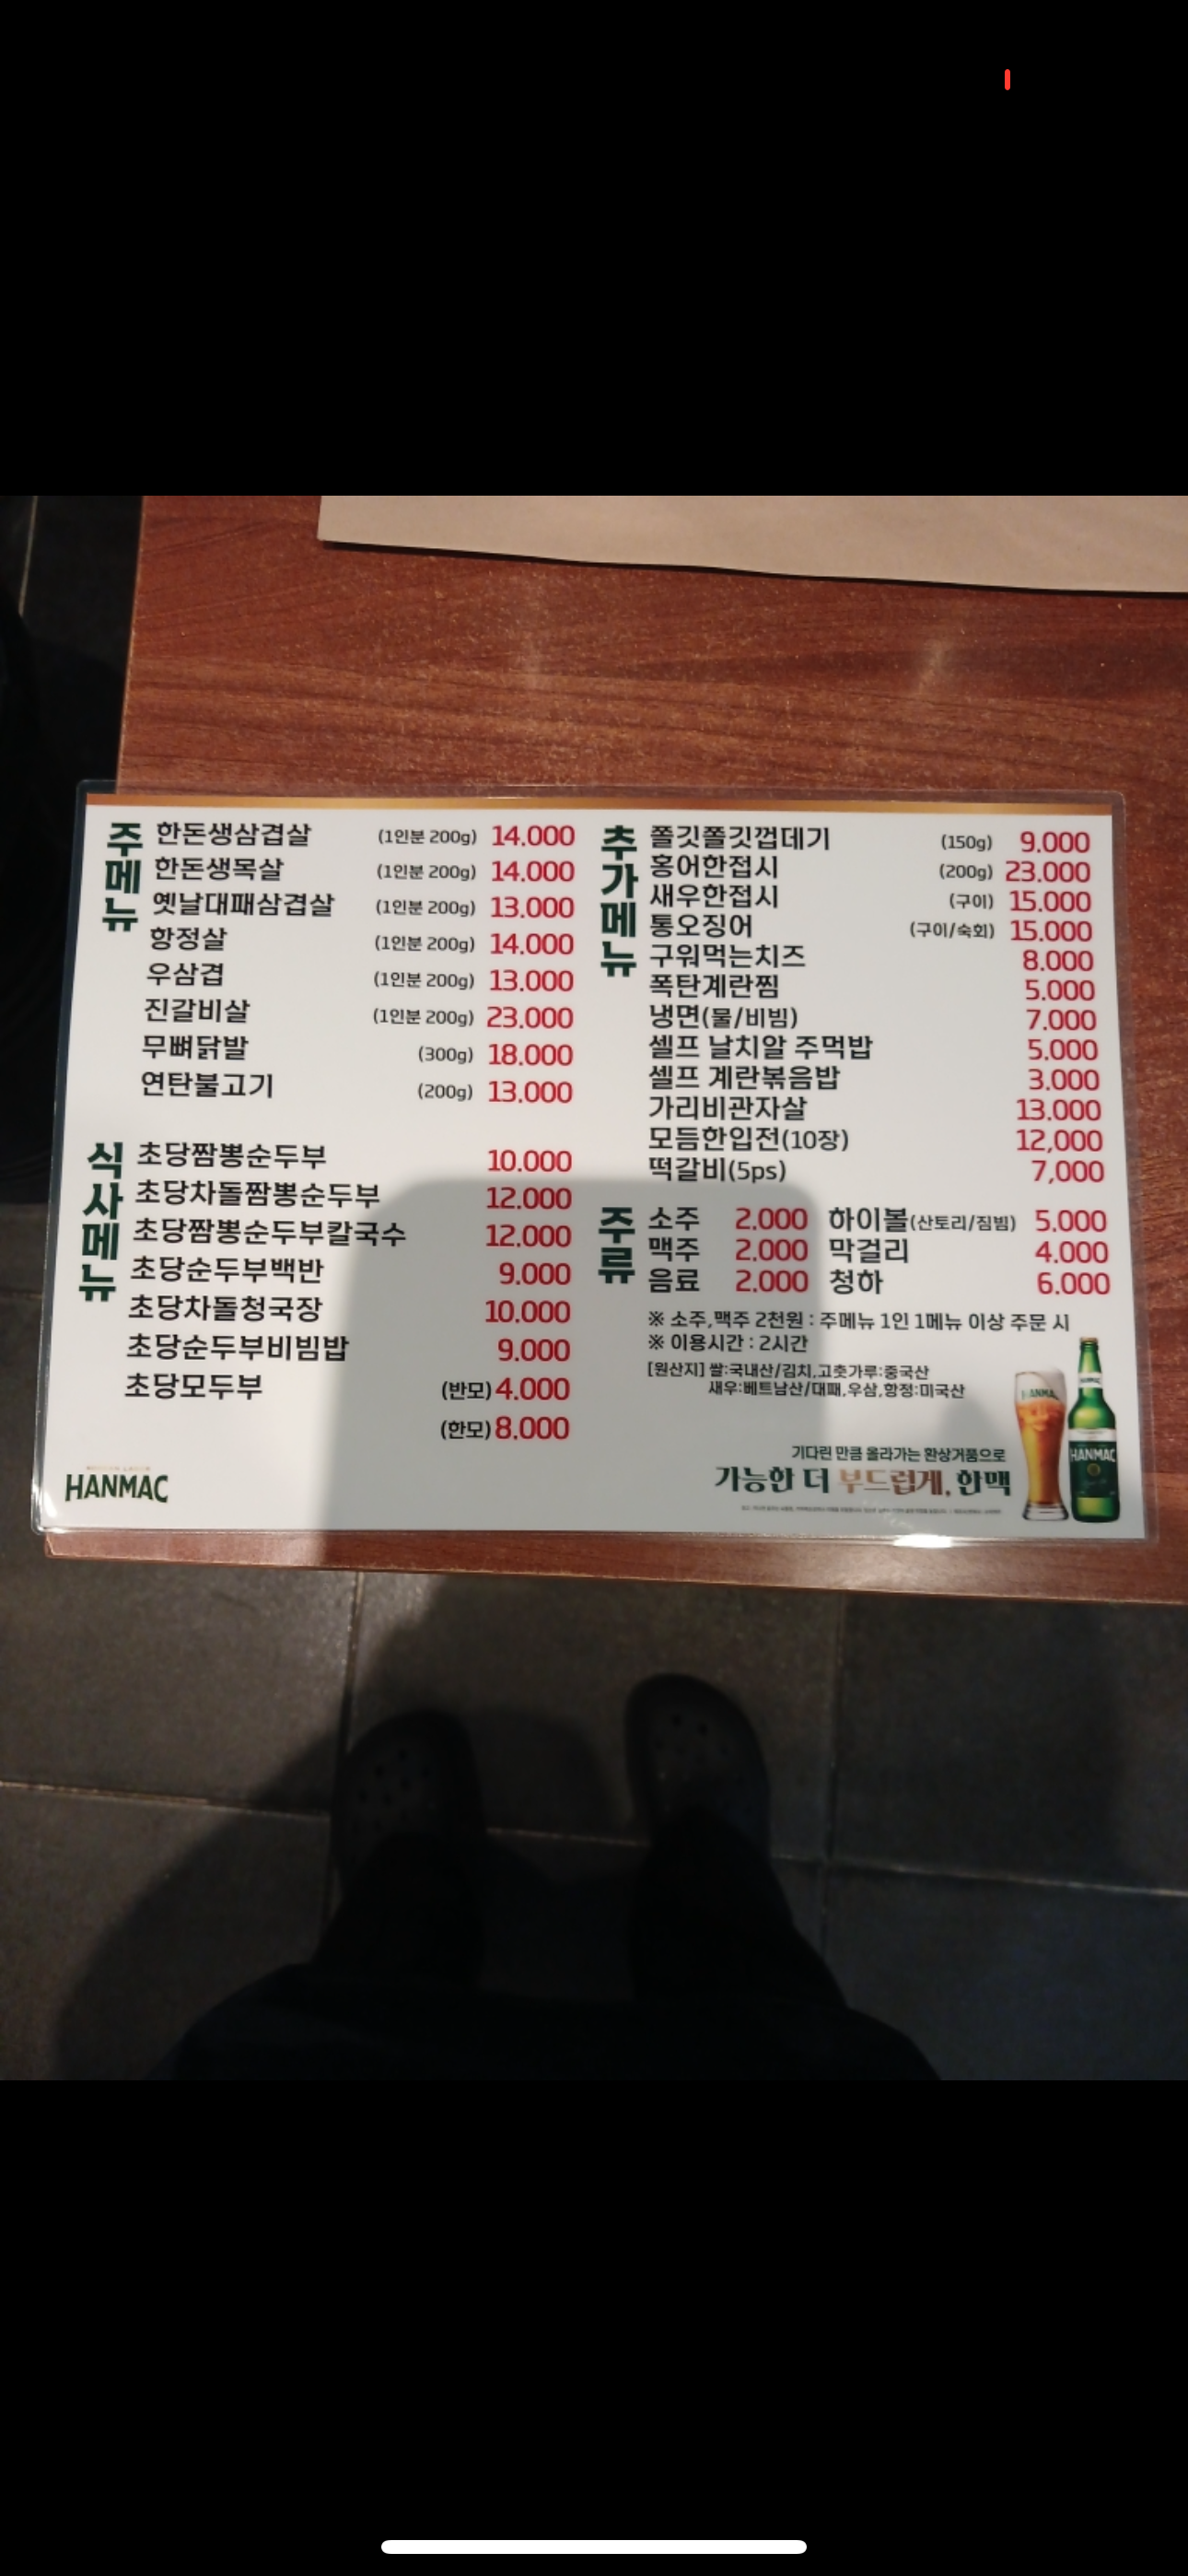 주메뉴
한돈생삼겹살 (1인분 200g) 14.000
한돈생목살 (1인분 200g) 14.000
옛날대패삼겹살 (1인분 200g) 13.000
항정살 (1인분 200g) 14.000
우삼겹 (1인분 200g) 13.000
진갈비살 (1인분 200g) 23.000
무뼈닭발 (300g) 18.000
연탄불고기 (200g) 13.000
식사메뉴
초당짬뽕순두부 10.000
초당차돌짬뽕순두부 12.000
초당짬뽕순두부칼국수 12.000
초당순두부백반 9.000
초당차돌청국장 10.000
초당순두부비빔밥 9.000
초당모두부 (반모) 4.000
(한모) 8.000
HANMAC
추가메뉴
쫄깃쫄깃껍데기 (150g) 9.000
홍어한접시 (200g) 23.000
새우한접시 (구이) 15.000
통오징어 (구이/숙회) 15.000
구워먹는치즈 8.000
폭탄계란찜 5.000
냉면(물/비빔) 7.000
셀프 날치알 주먹밥 5.000
셀프 계란볶음밥 3.000
가리비관자살 13.000
모듬한입전(10장) 12,000
떡갈비(5ps) 7,000
주류
소주 2.000 하이볼(산토리/짐빔) 5.000
맥주 2.000 막걸리 4.000
음료 2.000 청하 6.000
※ 소주,맥주 2천원 : 주메뉴 1인 1메뉴 이상 주문 시
※ 이용시간 : 2시간
[원산지] 쌀:국내산/김치,고춧가루:중국산
새우:베트남산/대패,우삼,항정:미국산
기다린 만큼 올라가는 환상거품으로
가능한 더 부드럽게, 한맥
HANMAC
HANMAC